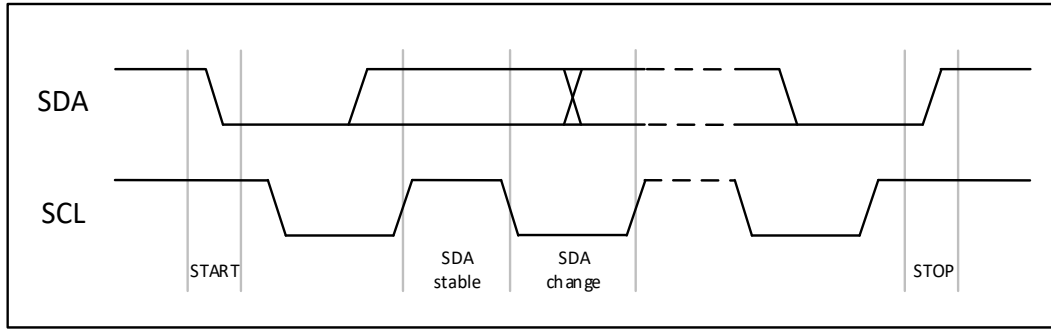 SDA
SCL
START
SDA
stable
SDA
change
STOP